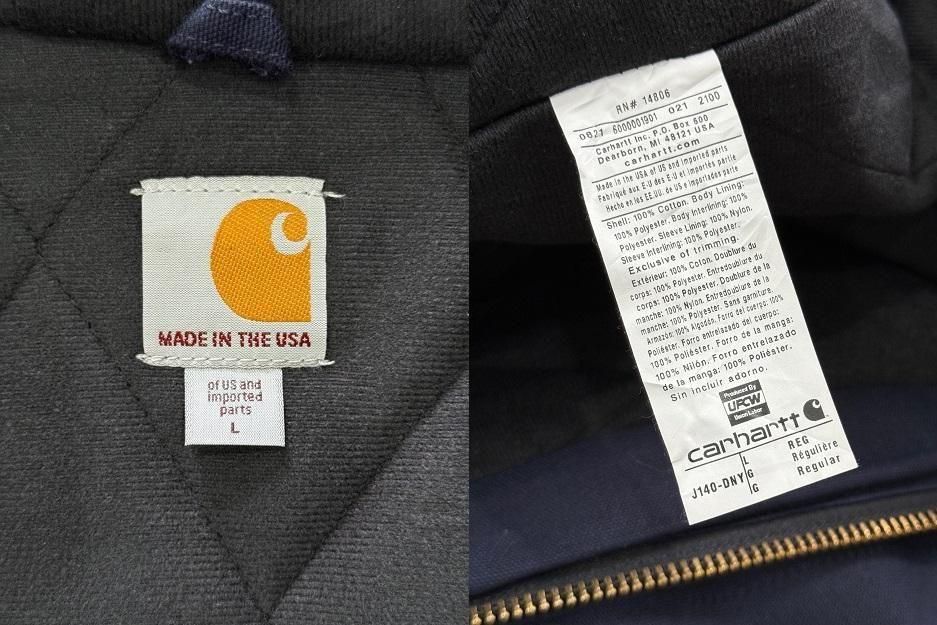 MADE IN THE USA
of US and
imported
parts
L
RN# 14806
0821 6000001901 021 2100
Carhartt Inc. P.O. Box 600
Dearborn, MI 48121 USA
carhartt.com
Made in the USA of US and Imported parts
Fabriqué aux E-U des E-U et importés parts
Hecho en los EE.UU. de US e importadas parte
Shell: 100% Cotton. Body Lining:
100% Polyester. Body Interlining: 100%
Polyester. Sleeve Lining: 100% Nylon.
Sleeve Interlining: 100% Polyester.
Exclusive of trimming.
Extérieur: 100% Coton. Doublure du
corps: 100% Polyester. Entredoublure du
corps: 100% Polyester. Doublure de la
manche: 100% Nylon. Entredoublure de la
manche: 100% Polyester. Sans garniture.
Armazón: 100% Algodón. Forro del cuerpo: 100%
Poliéster. Forro entrelazado del cuerpo:
100% Poliéster. Forro de la manga:
100% Nilón. Forro entrelazado
de la manga: 100% Poliéster.
Sin incluir adorno.
Produced By
UFCW
Union Labor
carhartt
J140-DNY
L
G
G
REG
Régulière
Regular